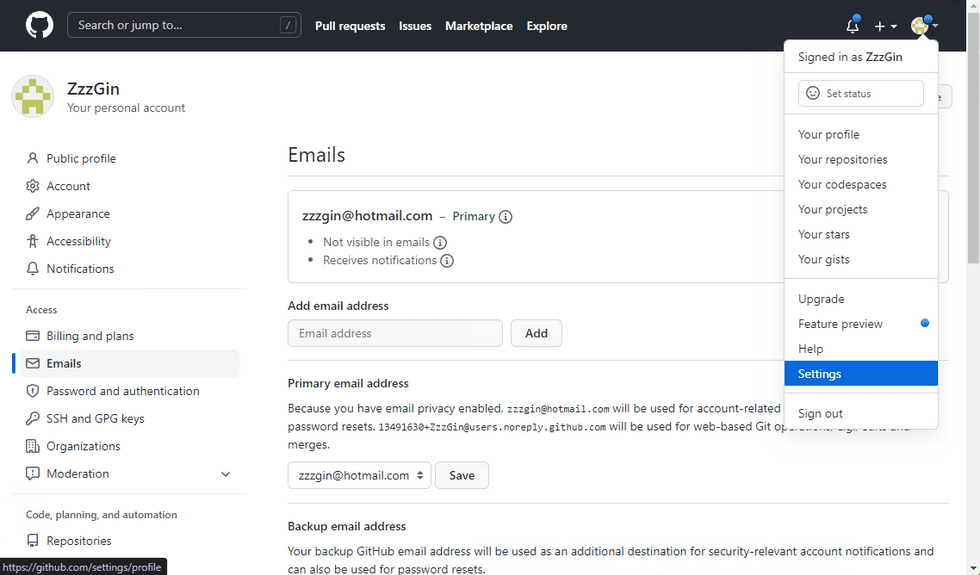 Search or jump to...
/
Pull requests
Issues
Marketplace
Explore
Signed in as ZzzGin
Set status
Your profile
Your repositories
Your codespaces
Your projects
Your stars
Your gists
Upgrade
Feature preview
Help
Settings
Sign out
ZzzGin
Your personal account
Public profile
Account
Appearance
Accessibility
Notifications
Access
Billing and plans
Emails
Password and authentication
SSH and GPG keys
Organizations
Moderation
Code, planning, and automation
Repositories
https://github.com/settings/profile
Emails
zzzgin@hotmail.com – Primary
Not visible in emails
Receives notifications
Add email address
Email address
Add
Primary email address
Because you have email privacy enabled, zzzgin@hotmail.com will be used for account-related
password resets. 13491630+ZzzGin@users.noreply.github.com will be used for web-based Git
merges.
zzzgin@hotmail.com
Save
Backup email address
Your backup GitHub email address will be used as an additional destination for security-relevant account notifications and
can also be used for password resets.